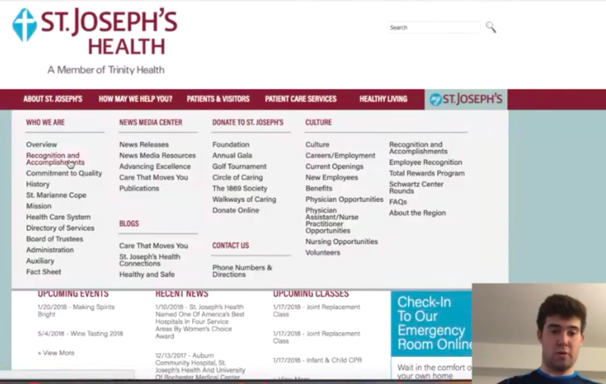 ST. JOSEPH'S
HEALTH
A Member of Trinity Health
Search
ABOUT ST. JOSEPH'S HOW MAY WE HELP YOU? PATIENTS & VISITORS PATIENT CARE SERVICES HEALTHY LIVING ST. JOSEPH'S
WHO WE ARE
Overview
Recognition and
Accomplishments
Commitment to Quality
History
St. Marianne Cope
Mission
Health Care System
Directory of Services
Board of Trustees
Administration
Auxiliary
Fact Sheet
NEWS MEDIA CENTER
News Releases
News Media Resources
Advancing Excellence
Care That Moves You
Publications
BLOGS
Care That Moves You
St. Joseph's Health
Connections
Healthy and Safe
DONATE TO ST. JOSEPH'S
Foundation
Annual Gala
Golf Tournament
Circle of Caring
The 1869 Society
Walkways of Caring
Donate Online
CONTACT US
Phone Numbers &
Directions
CULTURE
Culture
Careers/Employment
Current Openings
New Employees
Benefits
Physician Opportunities
Physician
Assistant/Nurse
Practitioner
Opportunities
Nursing Opportunities
Volunteers
Recognition and
Accomplishments
Employee Recognition
Total Rewards Program
Schwartz Center
Rounds
FAQs
About the Region
UPCOMING EVENTS
1/20/2018 - Making Spirits
Bright
5/4/2018 - Wine Tasting 2018
» View More
RECENT NEWS
1/10/2018 - St. Joseph's Health
Named One Of America's Best
Hospitals In Four Service
Areas By Women's Choice
Award
12/13/2017 - Auburn
Community Hospital, St.
Joseph's Health And University
Of Rochester Medical Center
UPCOMING CLASSES
1/17/2018 - Joint Replacement
Class
1/17/2018 - Joint Replacement
Class
1/17/2018 - Infant & Child CPR
» View More
Check-In
To Our
Emergency
Room Online
Wait in the comfort o
your own home